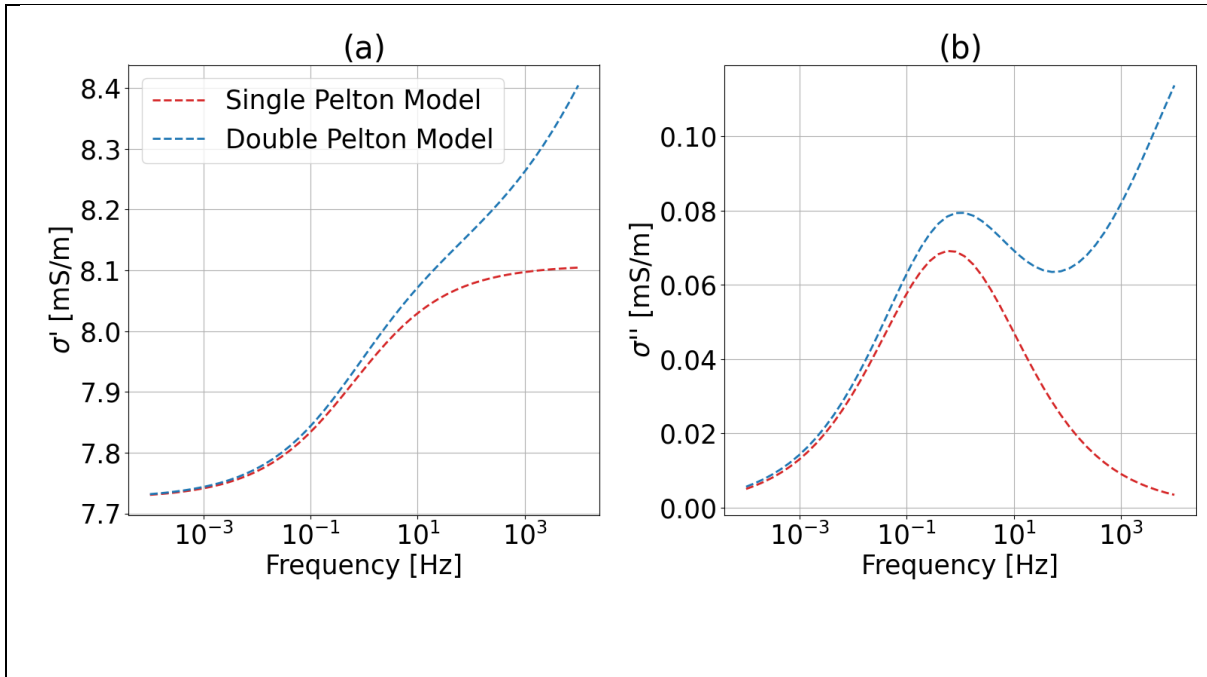 (a)
Single Pelton Model
Double Pelton Model
8.4
8.3
8.2
8.1
8.0
7.9
7.8
7.7
σ' [mS/m]
10⁻³ 10⁻¹ 10¹ 10³
Frequency [Hz]
(b)
0.10
0.08
0.06
0.04
0.02
0.00
σ'' [mS/m]
10⁻³ 10⁻¹ 10¹ 10³
Frequency [Hz]